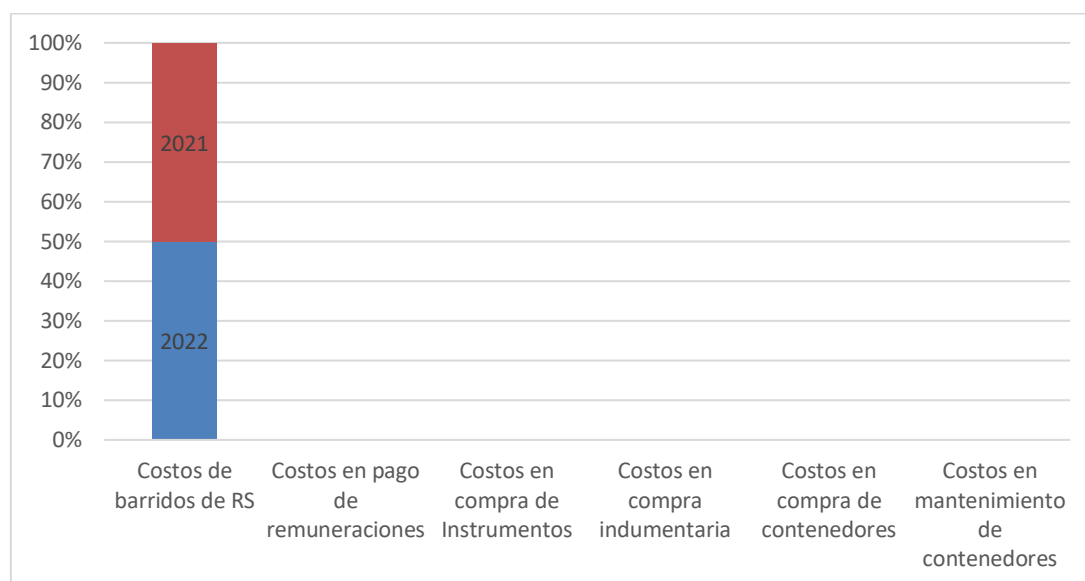 100%
90%
80%
70%
60%
50%
40%
30%
20%
10%
0%
2021
2022
Costos de
barridos de RS
Costos en pago
de
remuneraciones
Costos en
compra de
Instrumentos
Costos en
compra
indumentaria
Costos en
compra de
contenedores
Costos en
mantenimiento
de
contenedores